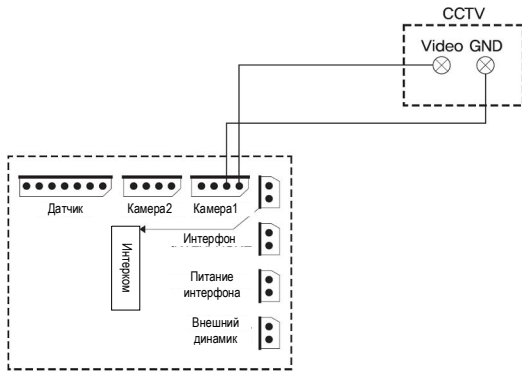 CCTV
Video GND
Датчик
Камера2
Камера1
Интерфон
Интерком
Питание
интерфона
Внешний
динамик